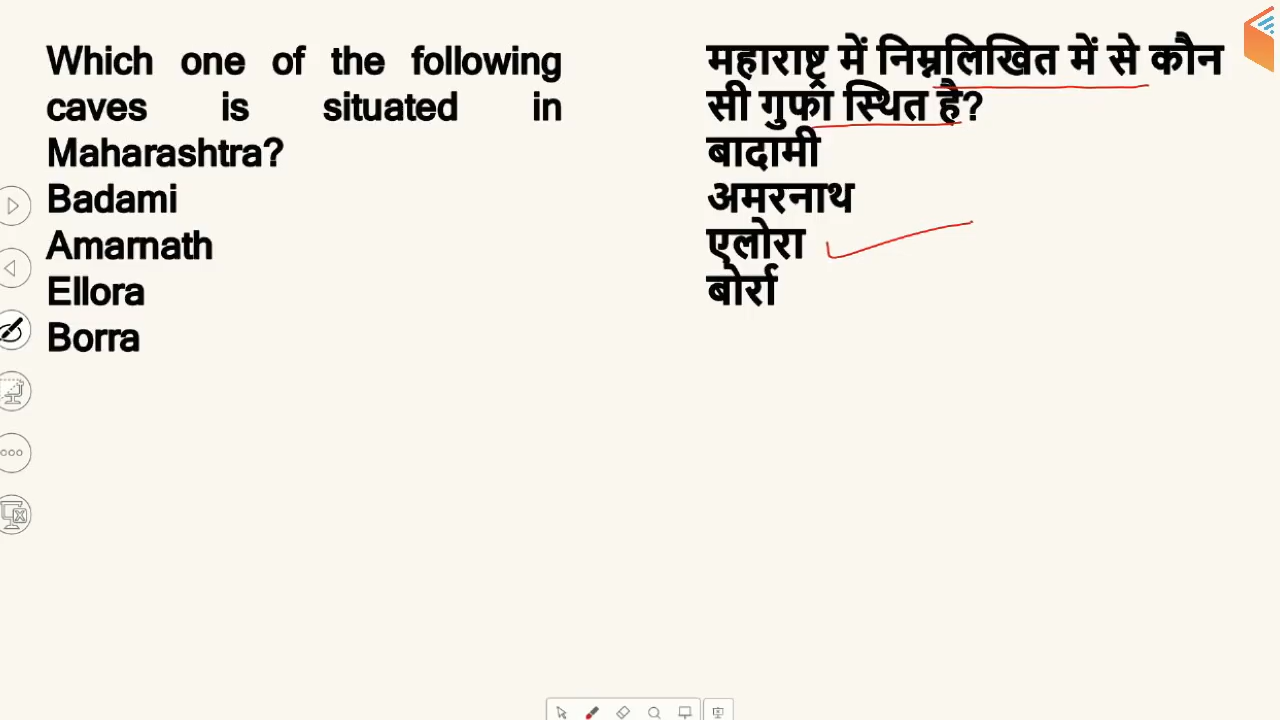 Which one of the following
caves is situated in
Maharashtra?
Badami
Amarnath
Ellora
Borra
महाराष्ट्र में निम्नलिखित में से कौन
सी गुफा स्थित है?
बादामी
अमरनाथ
एलोरा
बोर्रा